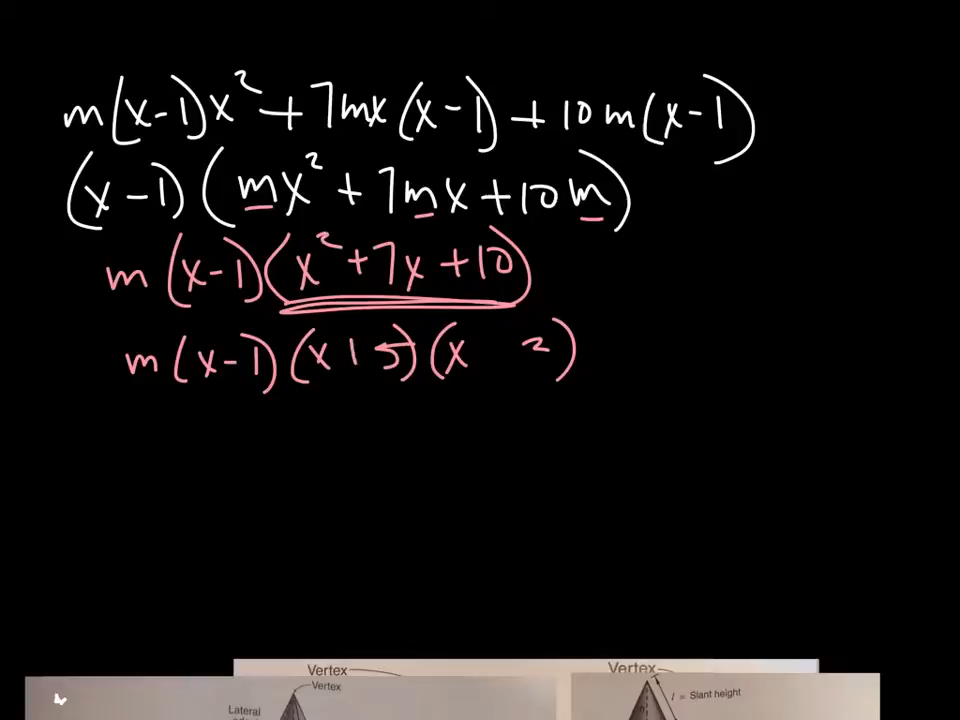 m(x-1)x² + 7mx(x-1) + 10m(x-1)
(x-1)(mx² + 7mx + 10m)
m(x-1)(x² + 7x + 10)
m(x-1)(x 1 5)(x 2)
Vertex
Vertex
Vertex
l = Slant height
Lateral